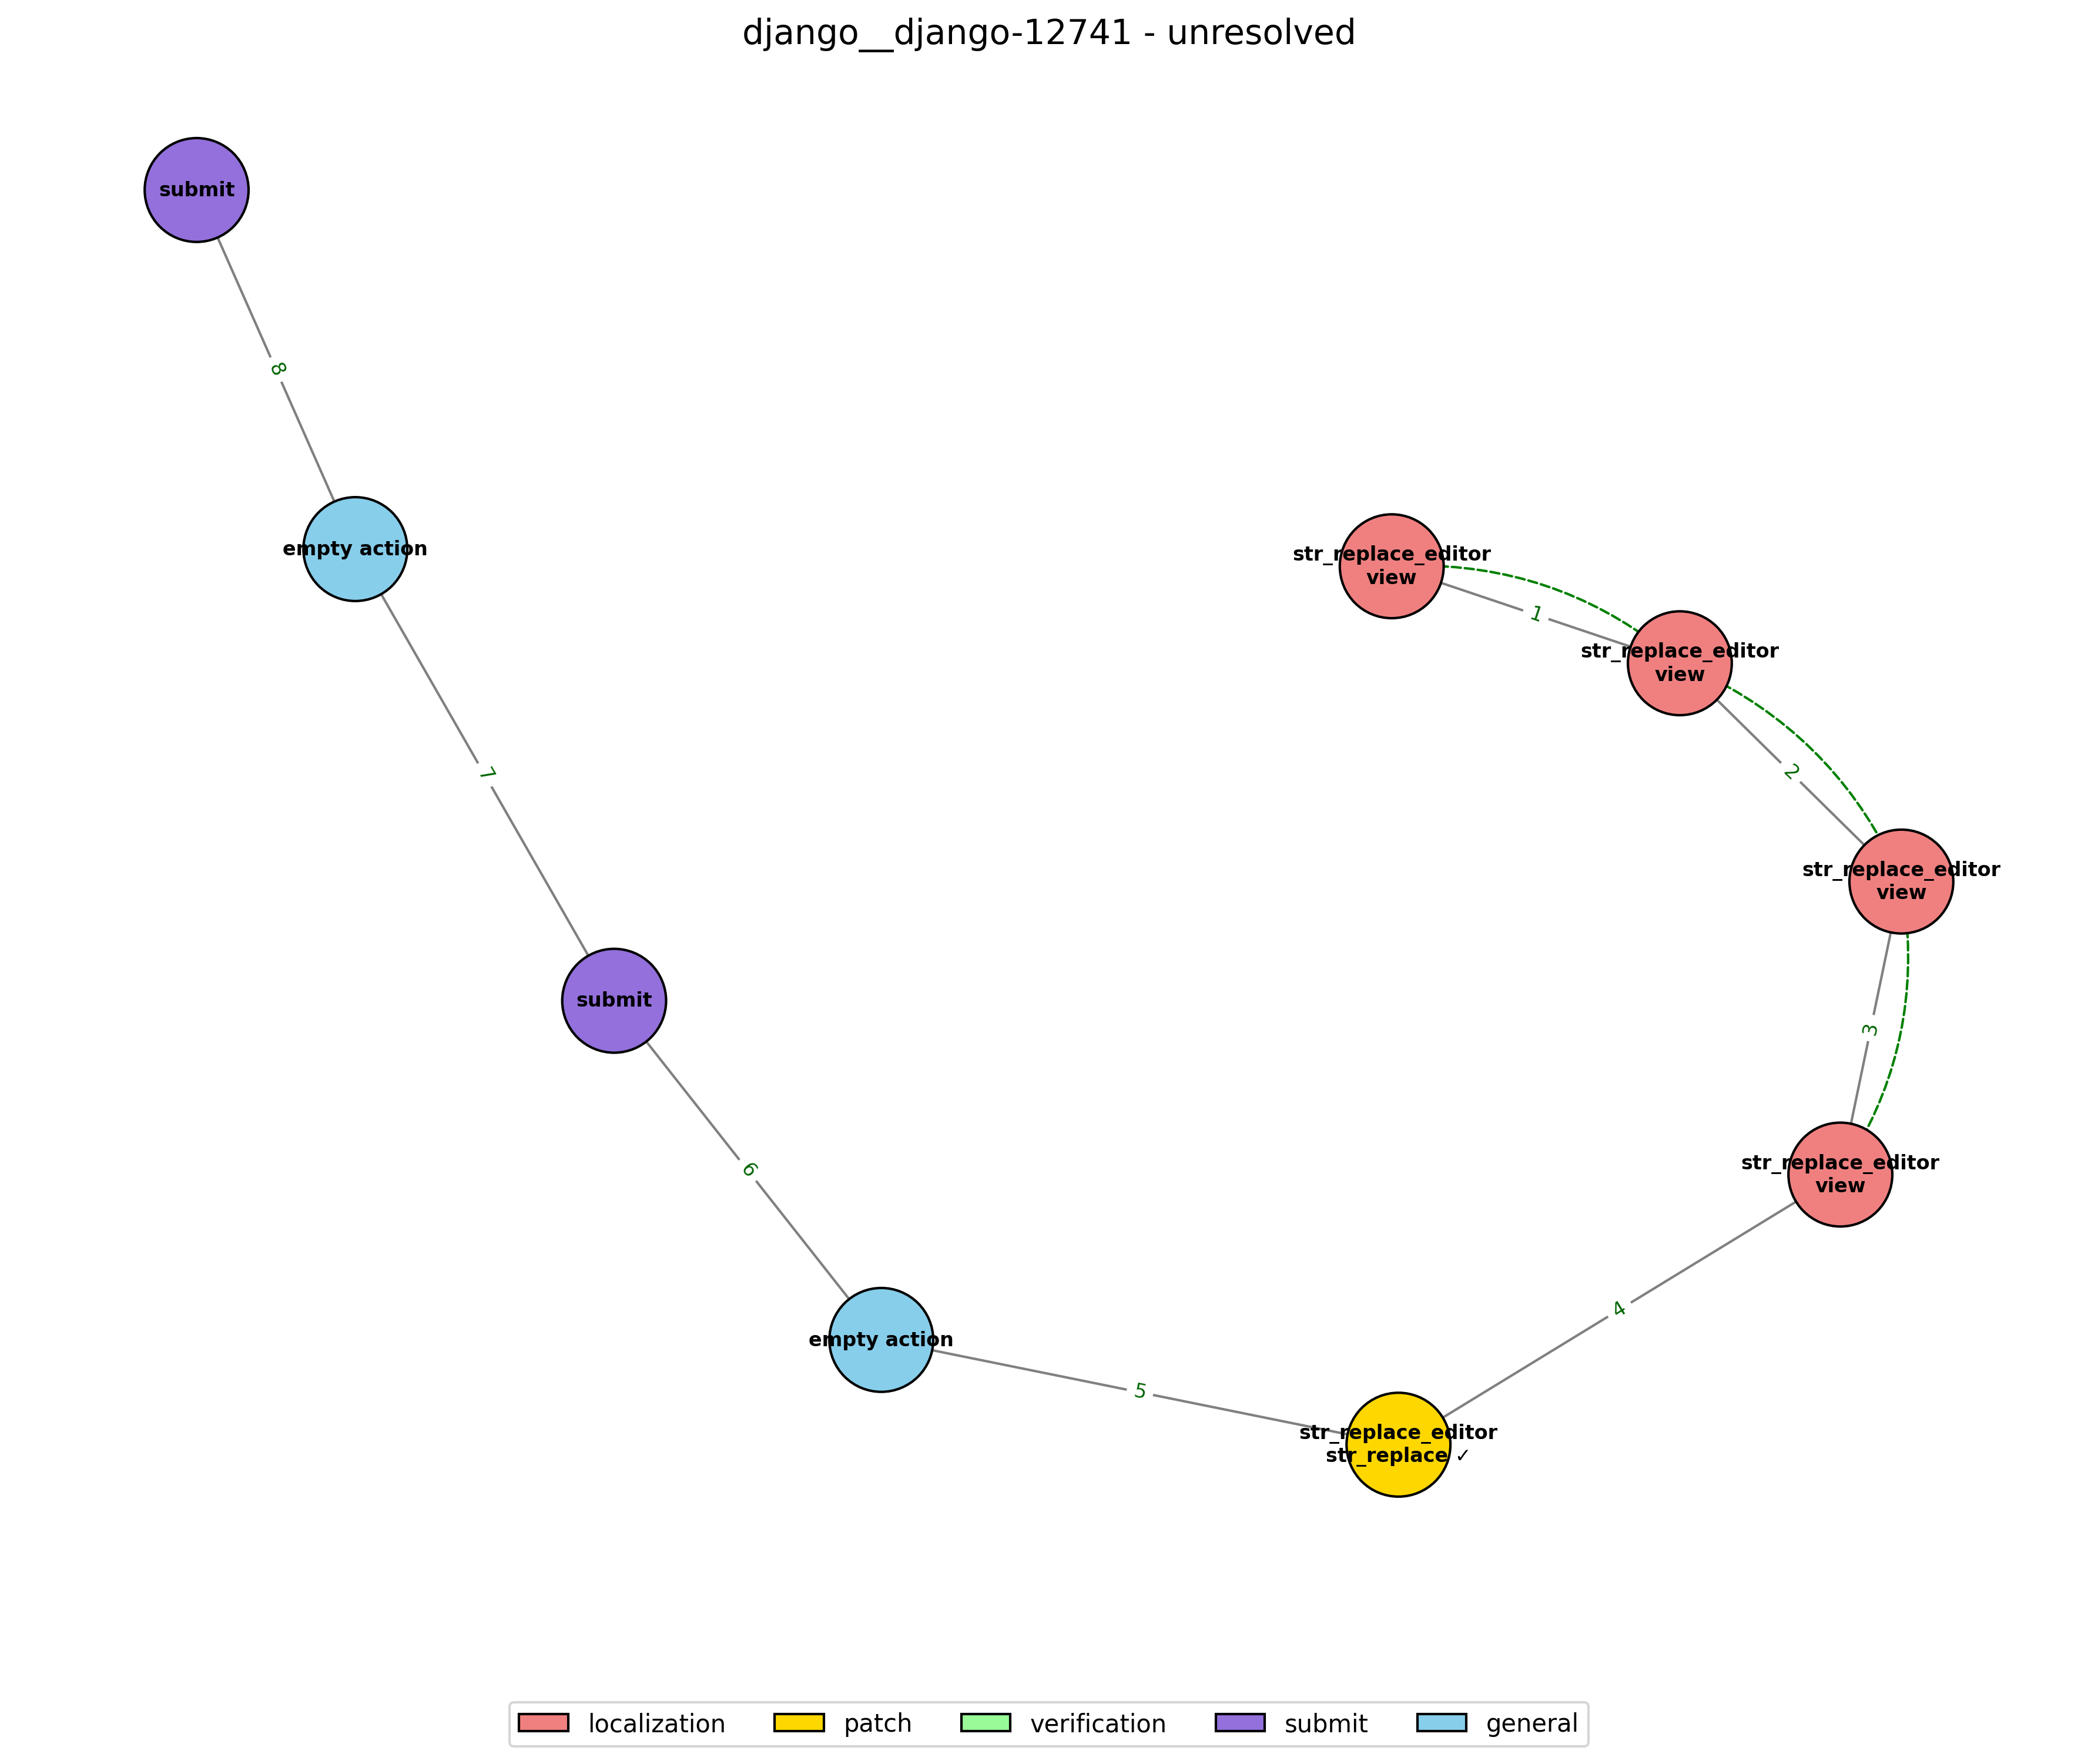 django__django-12741 - unresolved
submit
8
empty action
str_replace_editor
view
1
str_replace_editor
view
2
7
str_replace_editor
view
submit
3
str_replace_editor
view
6
4
empty action
5
str_replace_editor
str_replace ✓
localization
patch
verification
submit
general